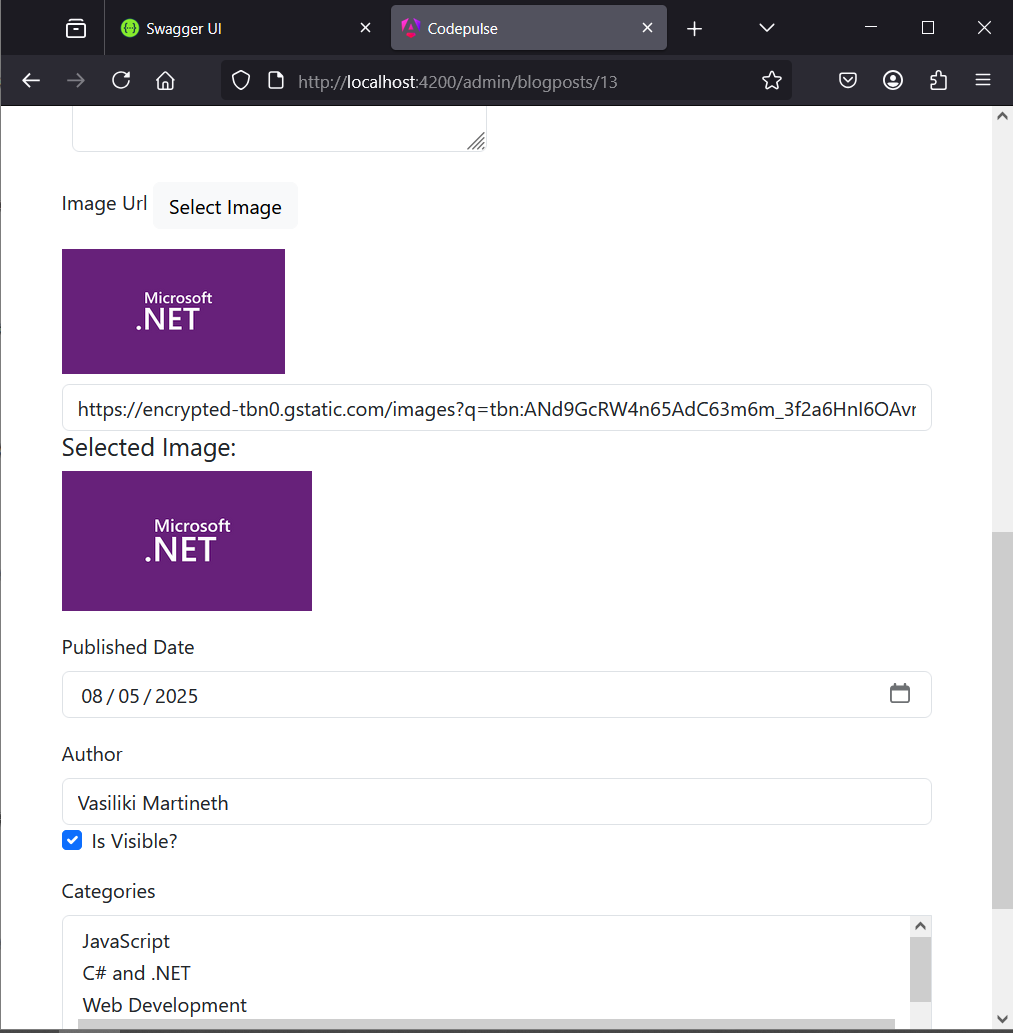 Swagger UI
Codepulse
http://localhost:4200/admin/blogposts/13
Image Url
Select Image
Microsoft
.NET
https://encrypted-tbn0.gstatic.com/images?q=tbn:ANd9GcRW4n65AdC63m6m_3f2a6HnI6OAvr
Selected Image:
Microsoft
.NET
Published Date
08/05/2025
Author
Vasiliki Martineth
Is Visible?
Categories
JavaScript
C# and .NET
Web Development